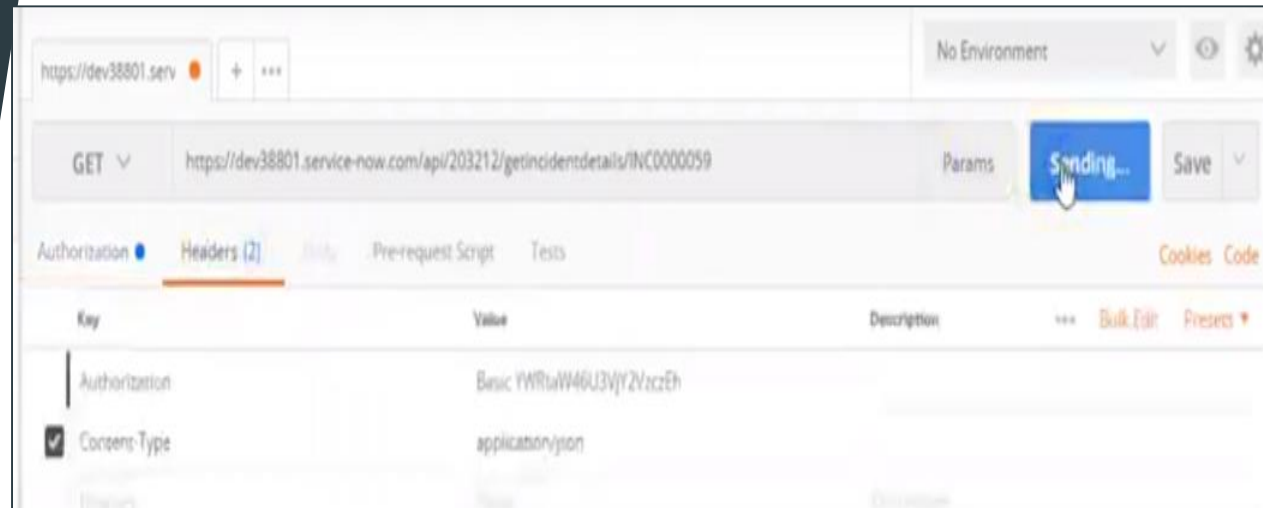 https://dev38801.serv + ••• No Environment
GET https://dev38801.service-now.com/api/203212/getincidentdetails/INC0000059 Params Sending... Save
Authorization Headers (2) Body Pre-request Script Tests Cookies Code
Key Value Description ••• Bulk Edit Presets
Authorization Basic YWRtaW46U3VjY2VzczEh
Content-Type application/json